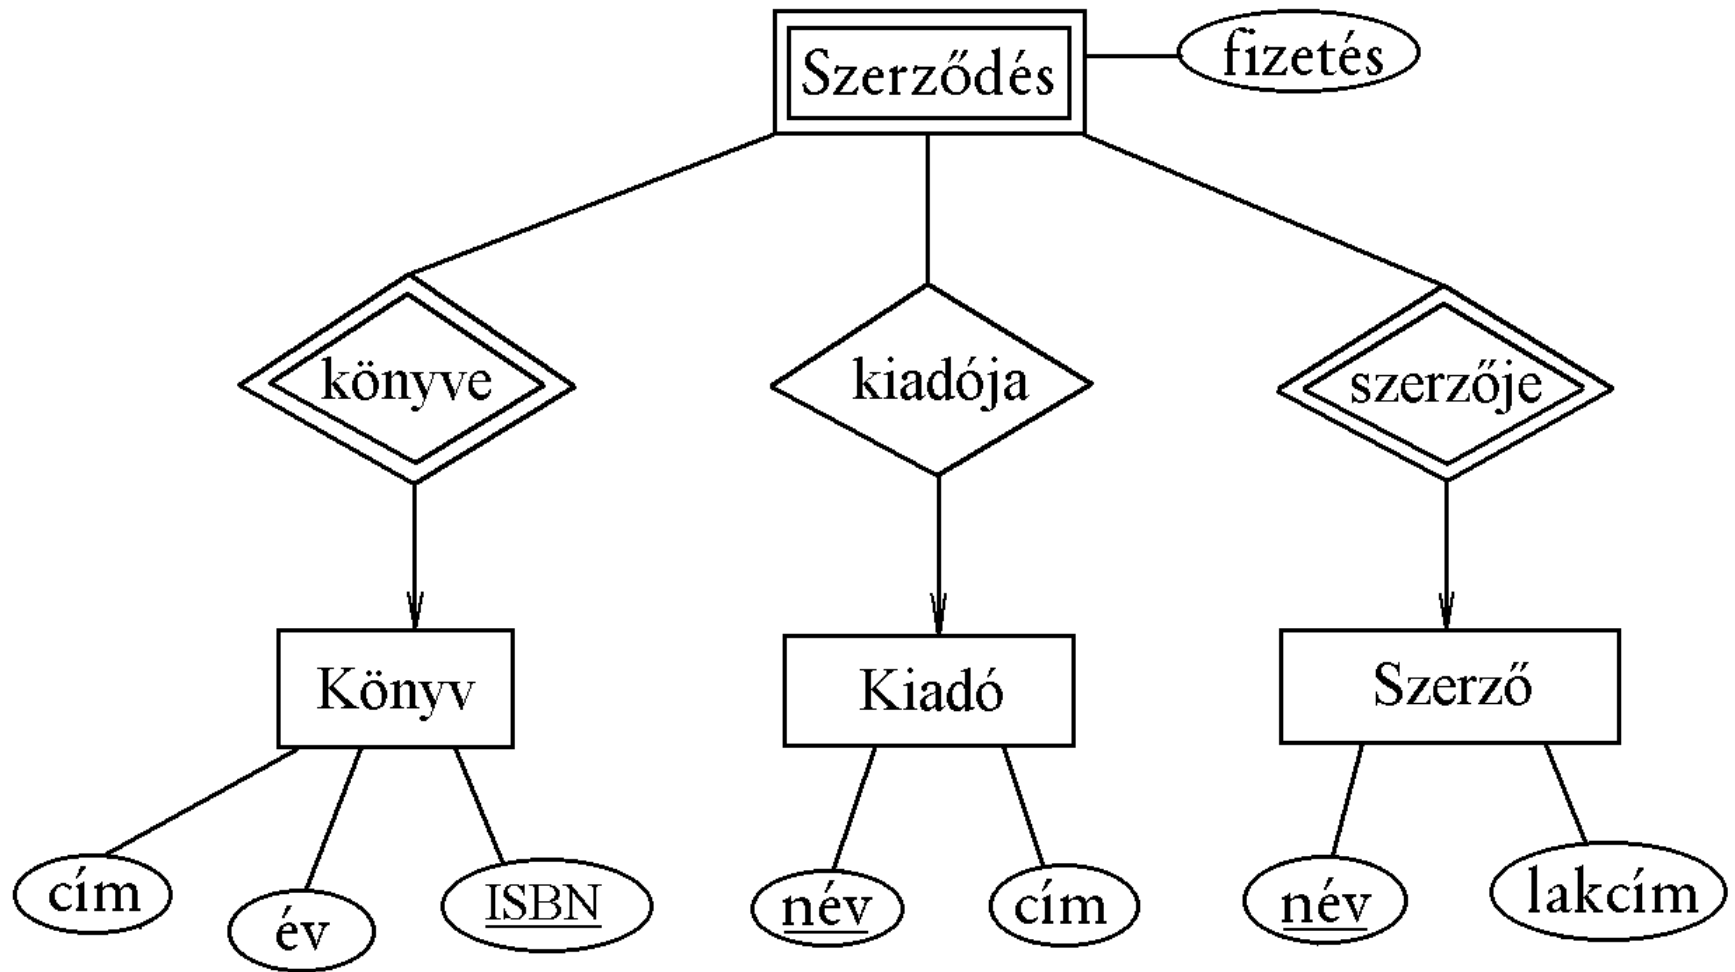 Szerződés
fizetés
könyve
kiadója
szerzője
Könyv
Kiadó
Szerző
cím
év
ISBN
név
cím
név
lakcím